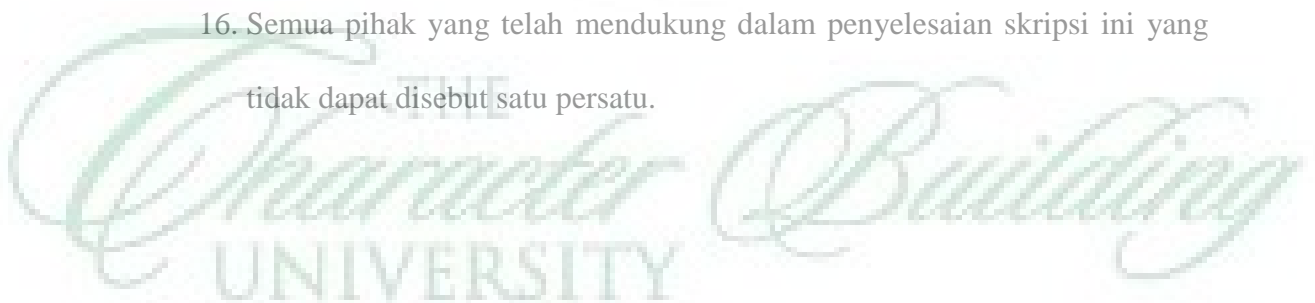 16. Semua pihak yang telah mendukung dalam penyelesaian skripsi ini yang
tidak dapat disebut satu persatu.
THE
Character Building
UNIVERSITY